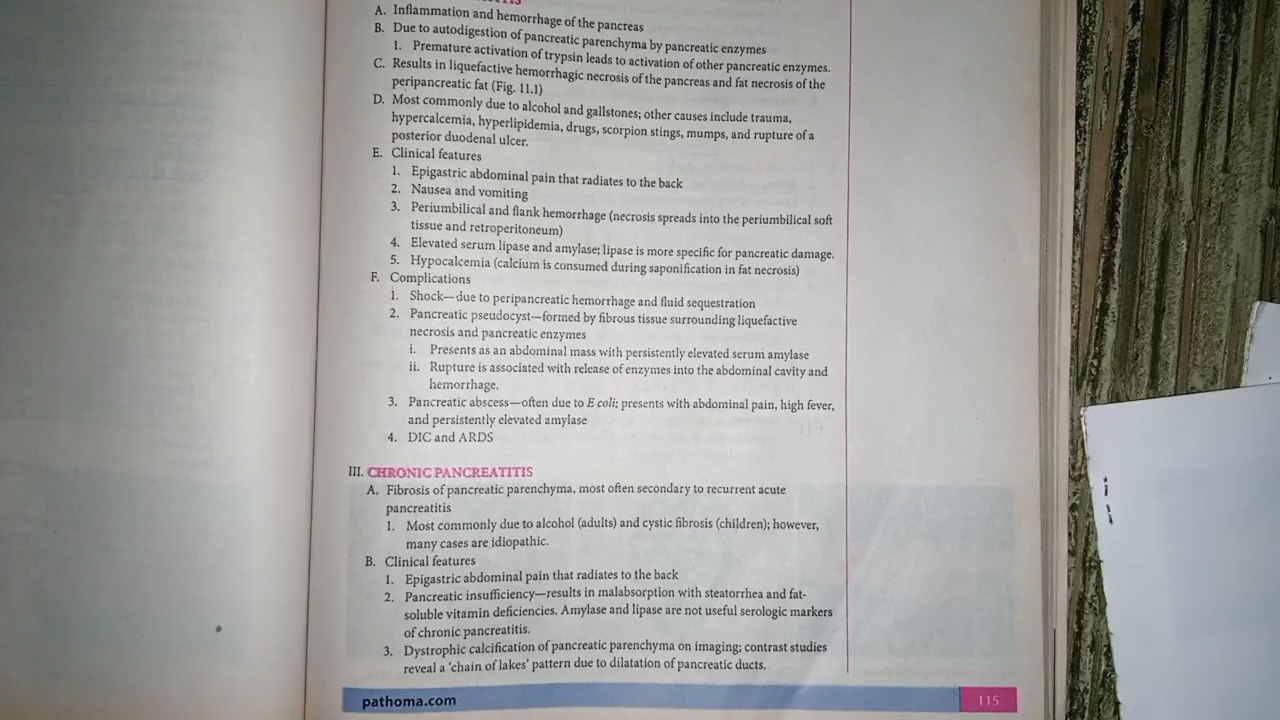 A. Inflammation and hemorrhage of the pancreas
B. Due to autodigestion of pancreatic parenchyma by pancreatic enzymes
1. Premature activation of trypsin leads to activation of other pancreatic enzymes.
C. Results in liquefactive hemorrhagic necrosis of the pancreas and fat necrosis of the
peripancreatic fat (Fig. 11.1)
D. Most commonly due to alcohol and gallstones; other causes include trauma,
hypercalcemia, hyperlipidemia, drugs, scorpion stings, mumps, and rupture of a
posterior duodenal ulcer.
E. Clinical features
1. Epigastric abdominal pain that radiates to the back
2. Nausea and vomiting
3. Periumbilical and flank hemorrhage (necrosis spreads into the periumbilical soft
tissue and retroperitoneum)
4. Elevated serum lipase and amylase; lipase is more specific for pancreatic damage.
5. Hypocalcemia (calcium is consumed during saponification in fat necrosis)
F. Complications
1. Shock—due to peripancreatic hemorrhage and fluid sequestration
2. Pancreatic pseudocyst—formed by fibrous tissue surrounding liquefactive
necrosis and pancreatic enzymes
i. Presents as an abdominal mass with persistently elevated serum amylase
ii. Rupture is associated with release of enzymes into the abdominal cavity and
hemorrhage.
3. Pancreatic abscess—often due to E coli; presents with abdominal pain, high fever,
and persistently elevated amylase
4. DIC and ARDS
III. CHRONIC PANCREATITIS
A. Fibrosis of pancreatic parenchyma, most often secondary to recurrent acute
pancreatitis
1. Most commonly due to alcohol (adults) and cystic fibrosis (children); however,
many cases are idiopathic.
B. Clinical features
1. Epigastric abdominal pain that radiates to the back
2. Pancreatic insufficiency—results in malabsorption with steatorrhea and fat-
soluble vitamin deficiencies. Amylase and lipase are not useful serologic markers
of chronic pancreatitis.
3. Dystrophic calcification of pancreatic parenchyma on imaging; contrast studies
reveal a 'chain of lakes' pattern due to dilatation of pancreatic ducts.
pathoma.com
115